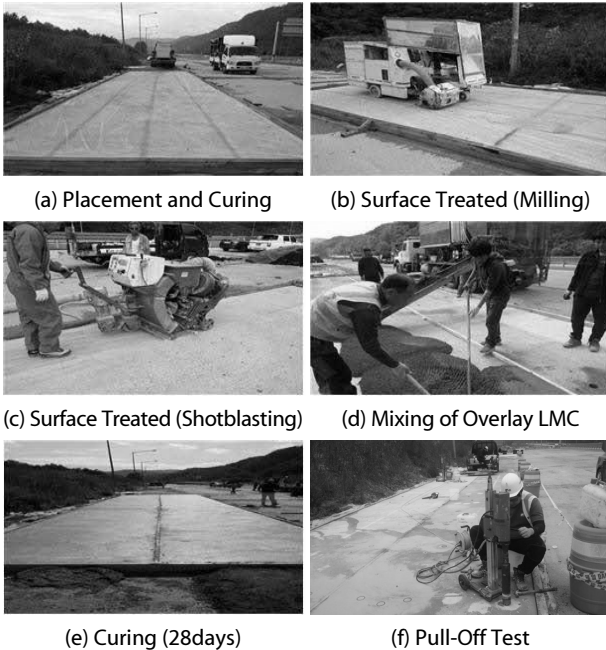 (a) Placement and Curing
(b) Surface Treated (Milling)
(c) Surface Treated (Shotblasting)
(d) Mixing of Overlay LMC
(e) Curing (28days)
(f) Pull-Off Test